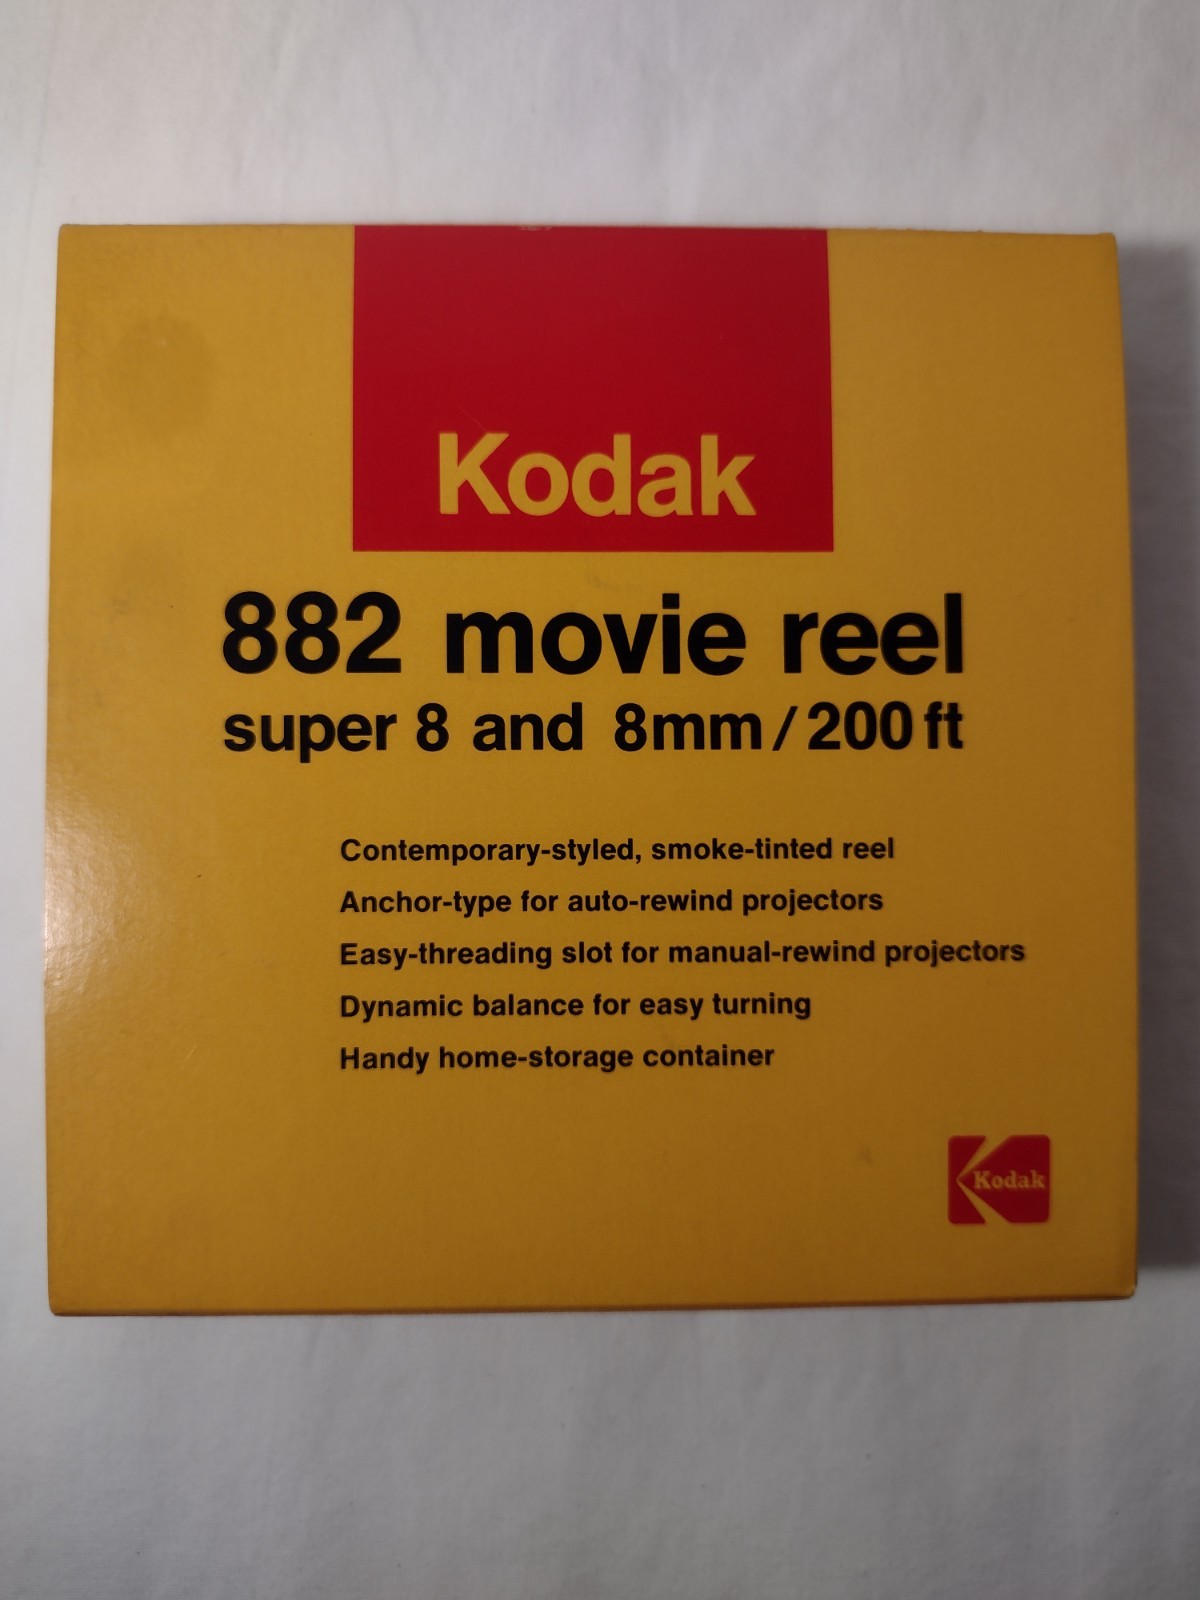 Kodak
882 movie reel
super 8 and 8mm/200 ft
Contemporary-styled, smoke-tinted reel
Anchor-type for auto-rewind projectors
Easy-threading slot for manual-rewind projectors
Dynamic balance for easy turning
Handy home-storage container
Kodak